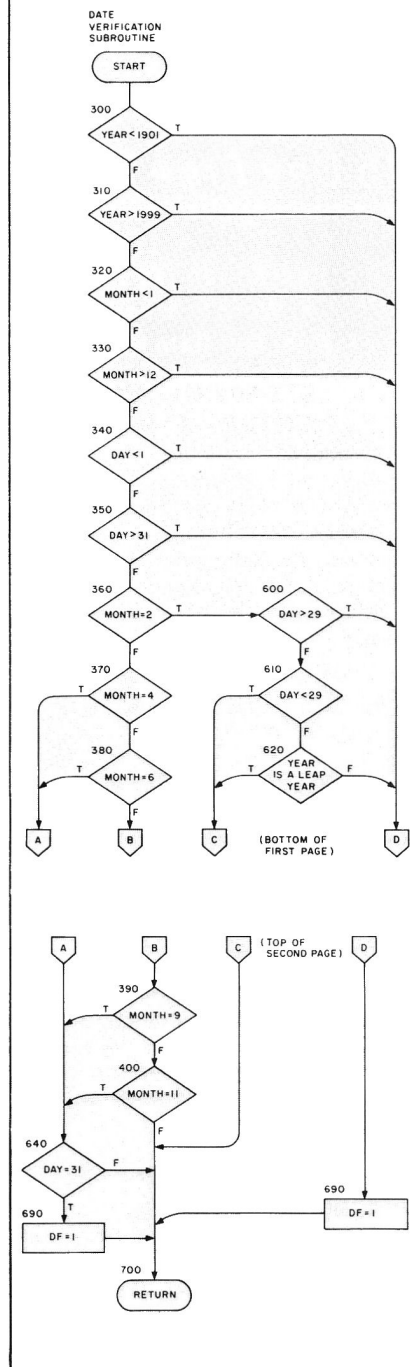 DATE
VERIFICATION
SUBROUTINE
START
300
YEAR<1901
T
F
310
YEAR>1999
T
F
320
MONTH<1
T
F
330
MONTH>12
T
F
340
DAY<1
T
F
350
DAY>31
T
F
360
MONTH=2
T
F
600
DAY>29
T
F
370
MONTH=4
T
F
610
DAY<29
T
F
380
MONTH=6
T
F
620
YEAR
IS A LEAP
YEAR
T
F
A
B
C
(BOTTOM OF
FIRST PAGE)
D
A
B
C
(TOP OF
SECOND PAGE)
D
390
MONTH=9
T
F
400
MONTH=11
T
F
640
DAY=31
F
T
690
DF=1
690
DF=1
700
RETURN